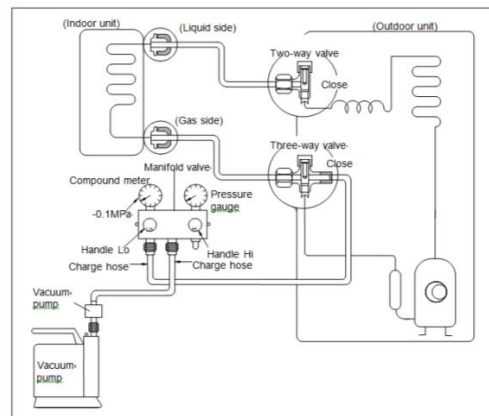 (Indoor unit)
(Liquid side)
(Outdoor unit)
Two-way valve
Close
(Gas side)
Three-way valve
Close
Manifold valve
Compound meter
Pressure
gauge
-0.1MPa
Handle Lo
Handle Hi
Charge hose
Charge hose
Vacuum-
pump
Vacuum-
pump